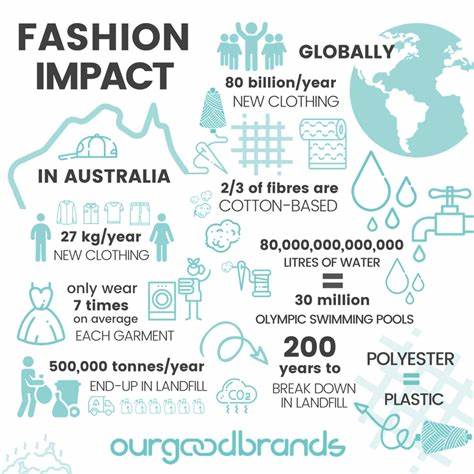 FASHION
IMPACT
GLOBALLY
80 billion/year
NEW CLOTHING
IN AUSTRALIA
2/3 of fibres are
COTTON-BASED
27 kg/year
NEW CLOTHING
80,000,000,000,000
LITRES OF WATER
=
30 million
OLYMPIC SWIMMING POOLS
only wear
7 times
on average
EACH GARMENT
200
years to
BREAK DOWN
IN LANDFILL
POLYESTER
=
PLASTIC
500,000 tonnes/year
END-UP IN LANDFILL
CO2
ourgoodbrands